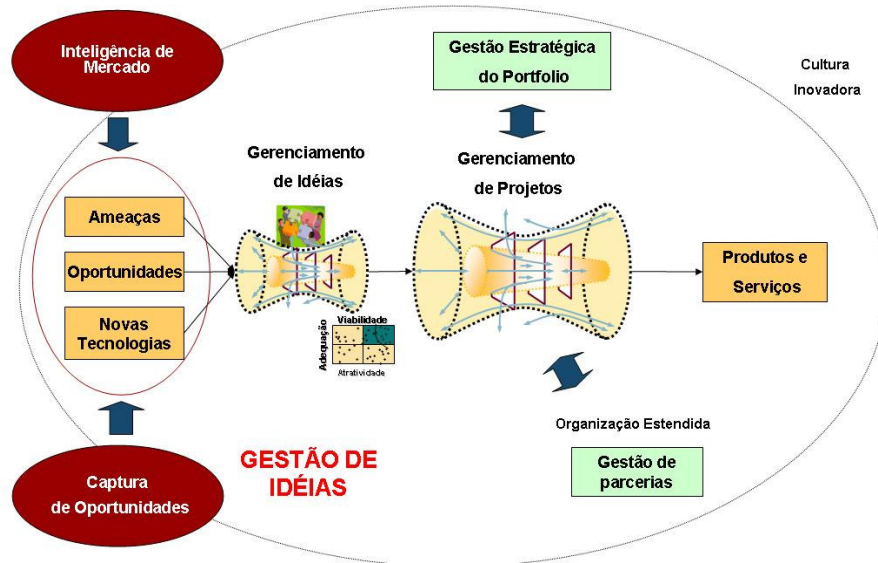 Inteligência de
Mercado
Gestão Estratégica
do Portfolio
Cultura
Inovadora
Gerenciamento
de Idéias
Gerenciamento
de Projetos
Ameaças
Oportunidades
Novas
Tecnologias
Produtos e
Serviços
Viabilidade
Adequação
Atratividade
Organização Estendida
Gestão de
parcerias
GESTÃO DE
IDÉIAS
Captura
de Oportunidades